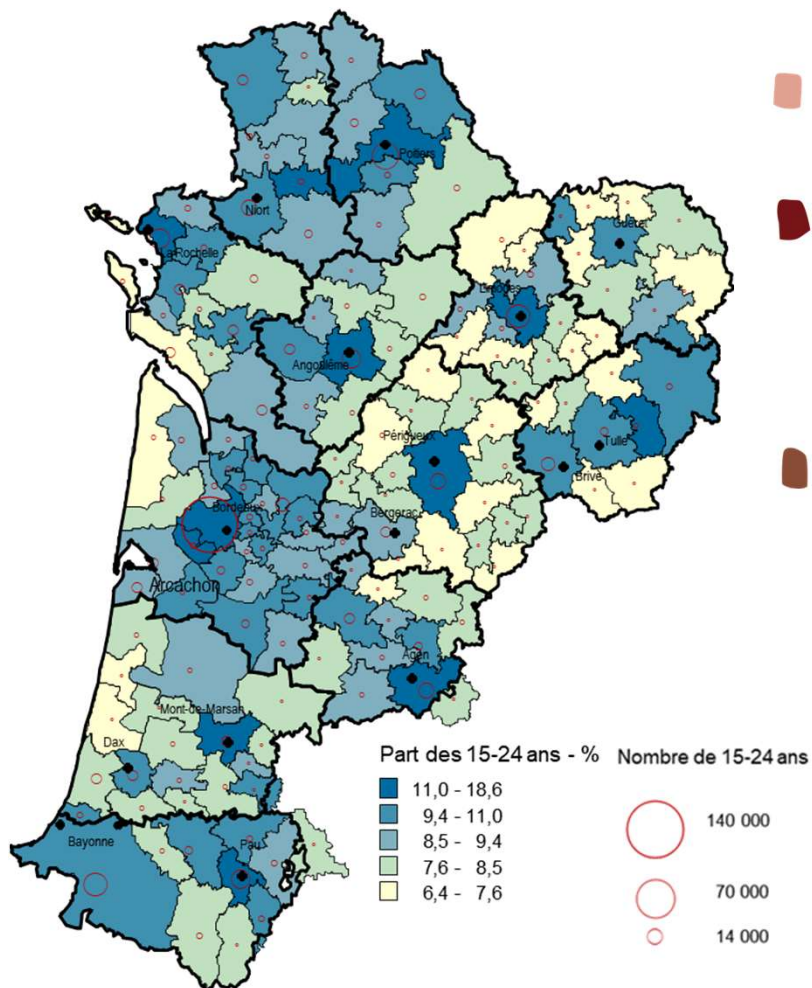 Poitiers
Niort
La Rochelle
Guéret
Limoges
Angoulême
Périgueux
Tulle
Brive
Bordeaux
Bergerac
Arcachon
Agen
Mont-de-Marsan
Dax
Bayonne
Pau
Part des 15-24 ans - %
11,0 - 18,6
9,4 - 11,0
8,5 - 9,4
7,6 - 8,5
6,4 - 7,6
Nombre de 15-24 ans
140 000
70 000
14 000